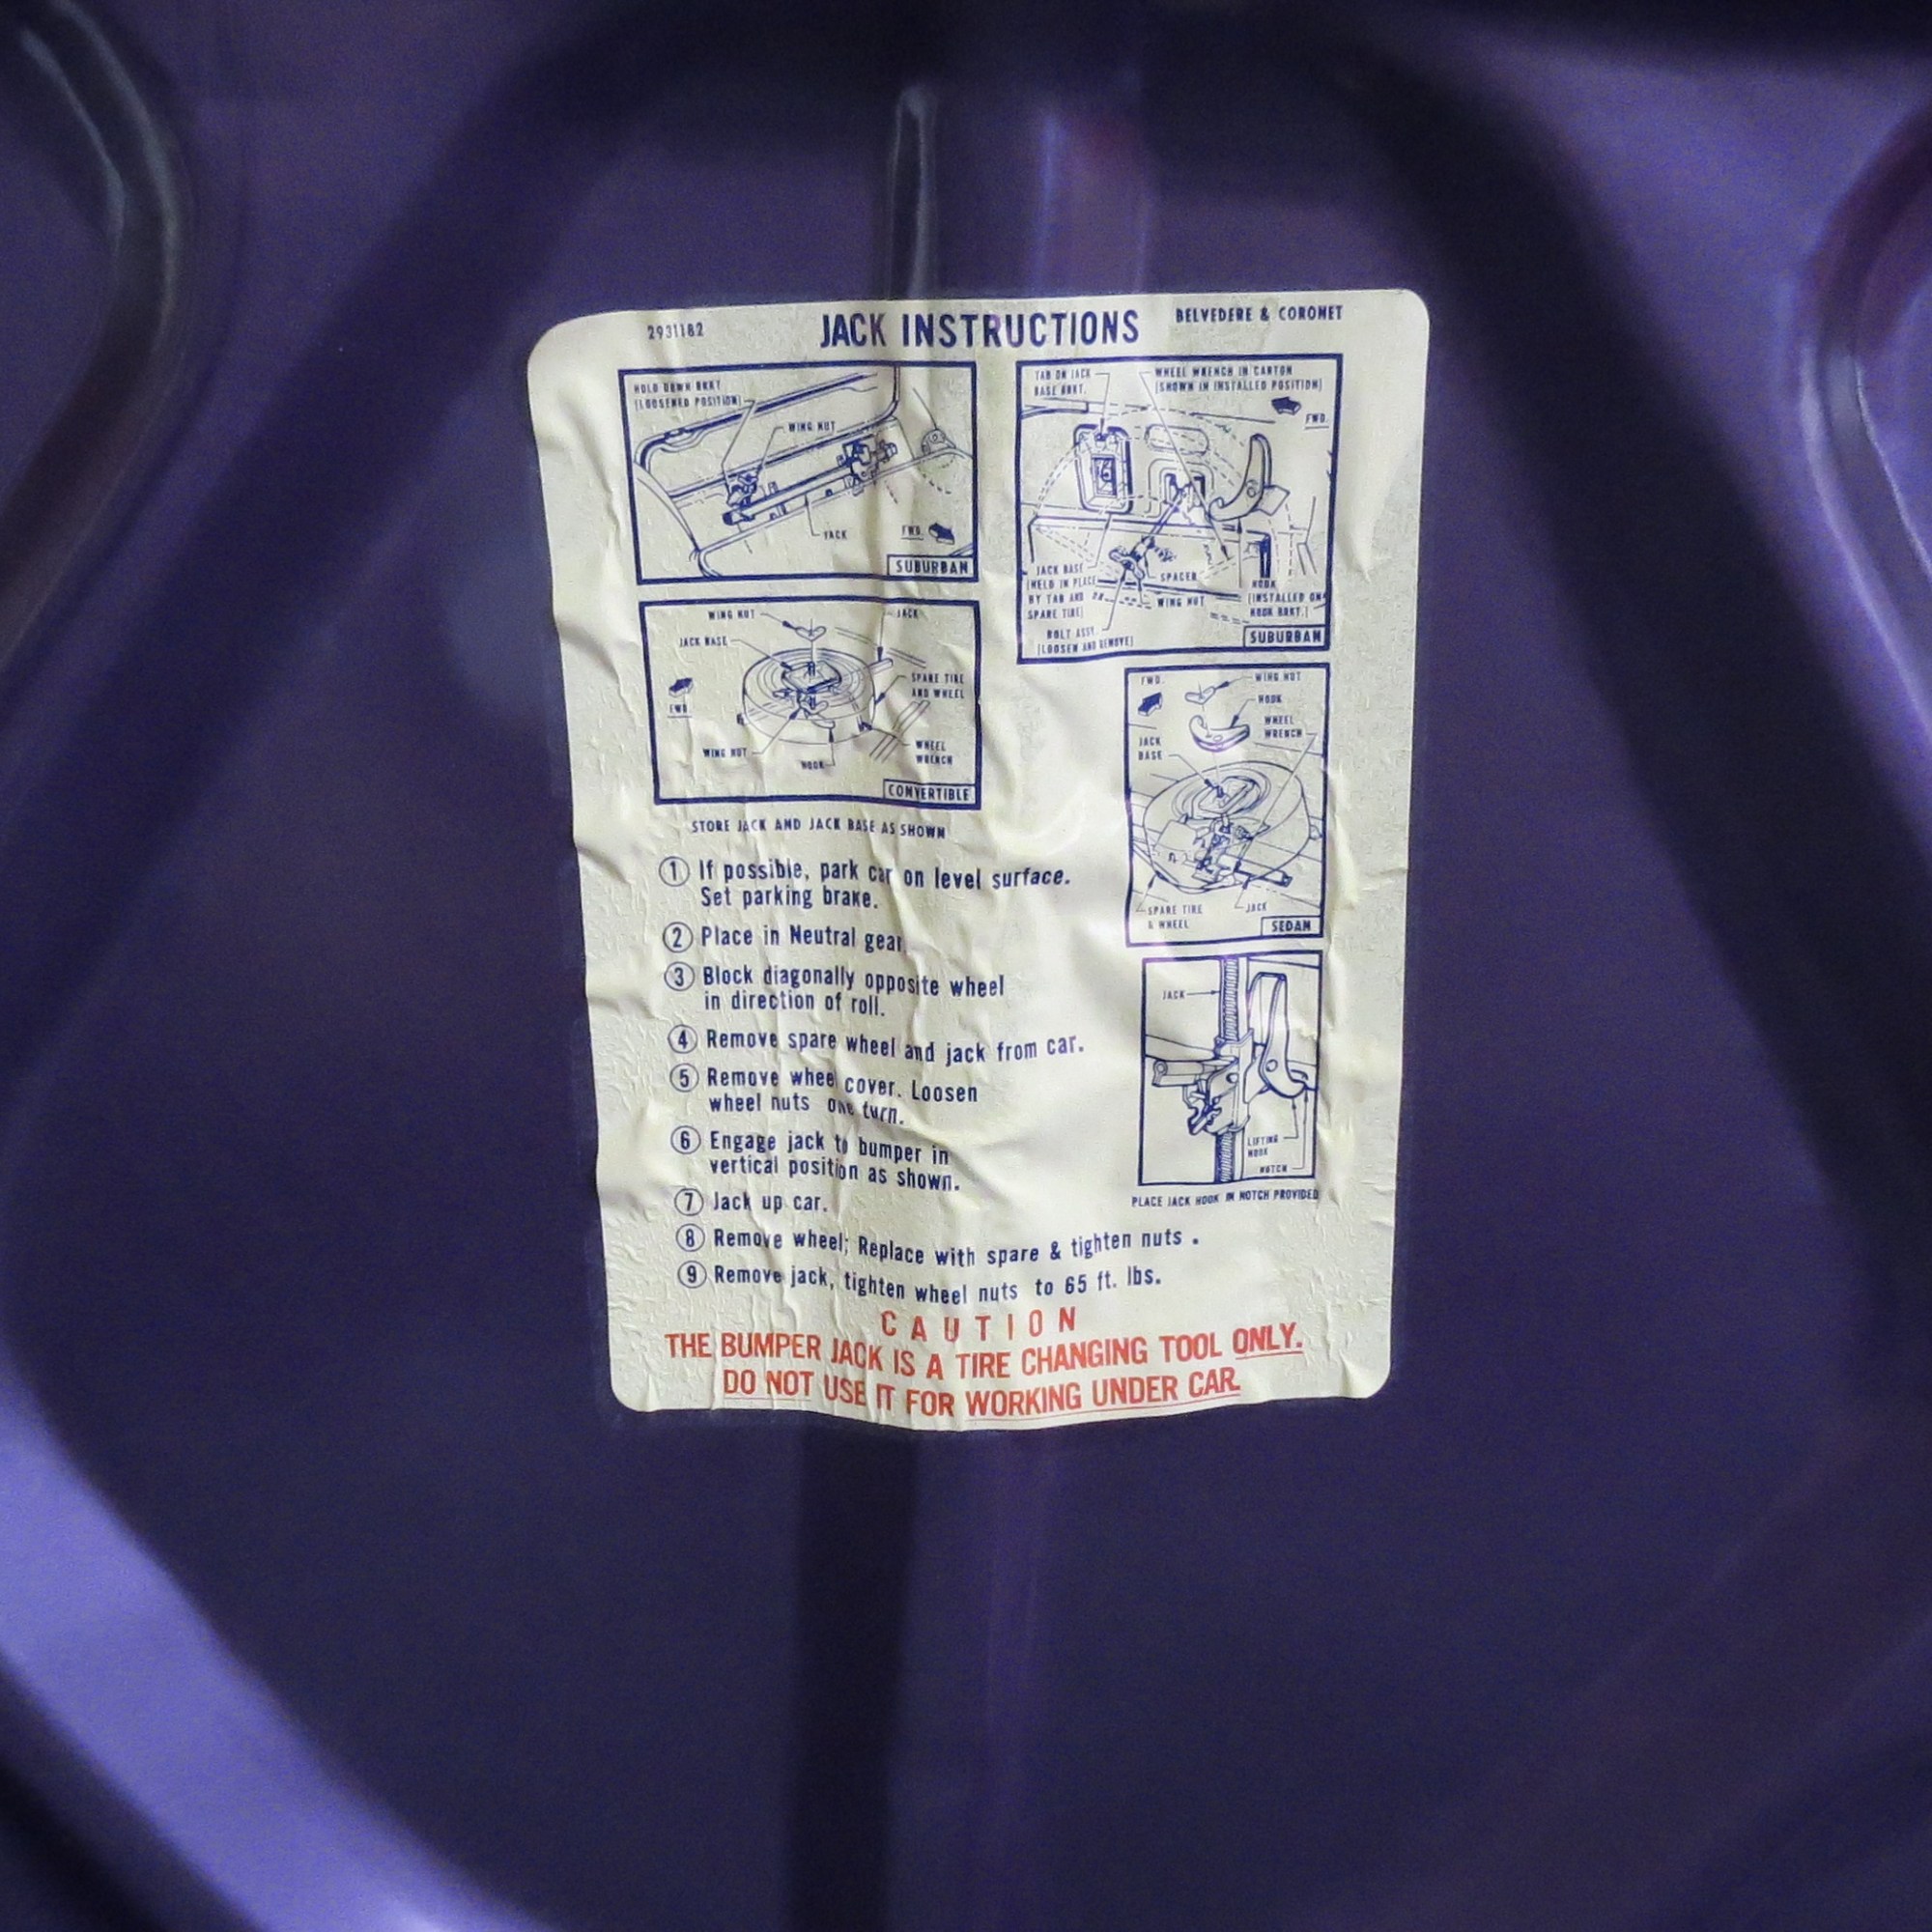 2931182
JACK INSTRUCTIONS
BELVEDERE & CORONET
HOLD DOWN BRKT
(LOOSENED POSITION)
WING NUT
JACK
FWD.
SUBURBAN
TAB ON JACK
BASE BRKT.
WHEEL WRENCH IN CARTON
(SHOWN IN INSTALLED POSITION)
FWD.
JACK BASE
(HELD IN PLACE
BY TAB AND
SPARE TIRE)
SPACER
WING NUT
HOOK
(INSTALLED ON
HOOK BRKT.)
BOLT ASSY.
(LOOSEN AND REMOVE)
SUBURBAN
WING NUT
JACK
JACK BASE
SPARE TIRE
AND WHEEL
FWD.
WING NUT
HOOK
WHEEL
WRENCH
CONVERTIBLE
FWD.
WING NUT
HOOK
WHEEL
WRENCH
JACK
BASE
SPARE TIRE
& WHEEL
JACK
SEDAN
STORE JACK AND JACK BASE AS SHOWN
1 If possible, park car on level surface.
Set parking brake.
2 Place in Neutral gear
3 Block diagonally opposite wheel
in direction of roll.
4 Remove spare wheel and jack from car.
5 Remove wheel cover. Loosen
wheel nuts one turn.
6 Engage jack to bumper in
vertical position as shown.
7 Jack up car.
8 Remove wheel; Replace with spare & tighten nuts .
9 Remove jack, tighten wheel nuts to 65 ft. lbs.
JACK
LIFTING
HOOK
NOTCH
PLACE JACK HOOK IN NOTCH PROVIDED
CAUTION
THE BUMPER JACK IS A TIRE CHANGING TOOL ONLY.
DO NOT USE IT FOR WORKING UNDER CAR.